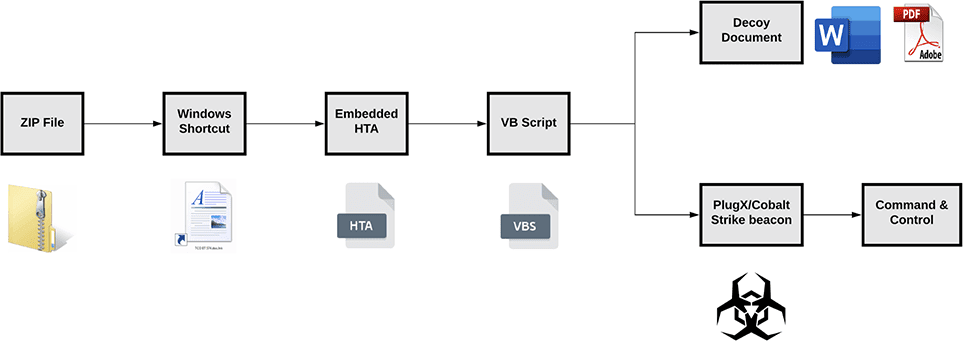 Decoy
Document
W
PDF
Adobe
ZIP File
Windows
Shortcut
Embedded
HTA
VB Script
A
HTA
VBS
PlugX/Cobalt
Strike beacon
Command &
Control